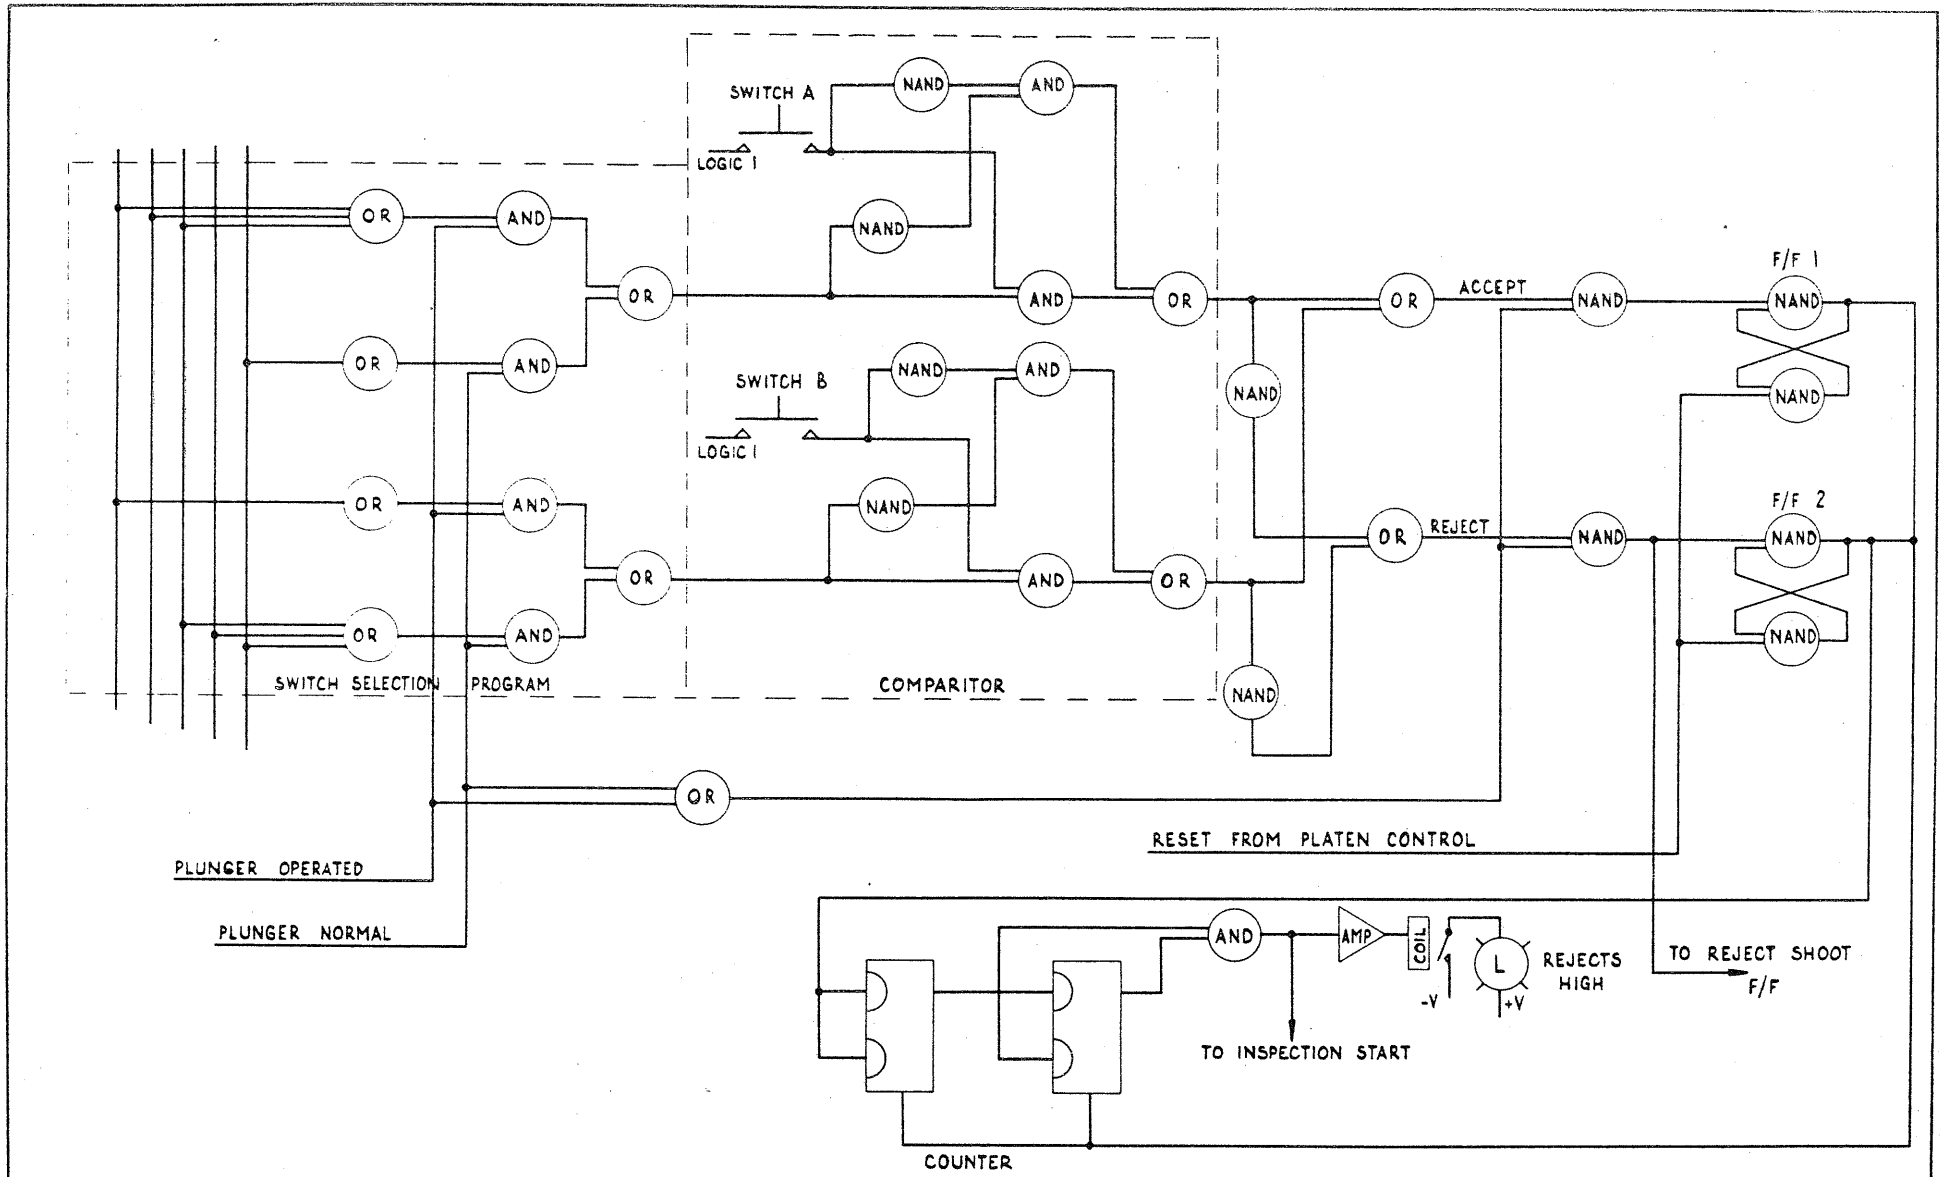 SWITCH A
LOGIC 1
NAND
AND
NAND
OR
AND
OR
AND
OR
OR
AND
OR
ACCEPT
NAND
F/F 1
NAND
NAND
OR
AND
SWITCH B
LOGIC 1
NAND
AND
NAND
NAND
OR
AND
OR
AND
OR
OR
REJECT
NAND
F/F 2
NAND
NAND
OR
AND
NAND
SWITCH SELECTION PROGRAM
COMPARITOR
OR
RESET FROM PLATEN CONTROL
PLUNGER OPERATED
PLUNGER NORMAL
AND
AMP
COIL
L
-V
+V
REJECTS
HIGH
TO REJECT SHOOT
F/F
TO INSPECTION START
COUNTER